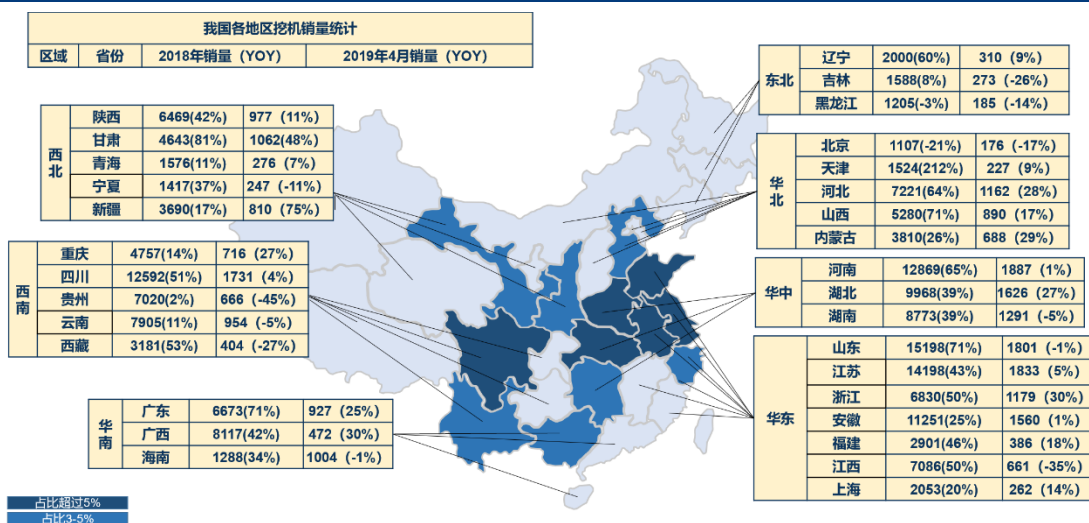 我国各地区挖机销量统计
区域 省份 2018年销量（YOY） 2019年4月销量（YOY）
西北
陕西 6469(42%) 977（11%）
甘肃 4643(81%) 1062(48%)
青海 1576(11%) 276（7%）
宁夏 1417(37%) 247（-11%）
新疆 3690(17%) 810（75%）
西南
重庆 4757(14%) 716（27%）
四川 12592(51%) 1731（4%）
贵州 7020(2%) 666（-45%）
云南 7905(11%) 954（-5%）
西藏 3181(53%) 404（-27%）
华南
广东 6673(71%) 927（25%）
广西 8117(42%) 472（30%）
海南 1288(34%) 1004（-1%）
东北
辽宁 2000(60%) 310（9%）
吉林 1588(8%) 273（-26%）
黑龙江 1205(-3%) 185（-14%）
华北
北京 1107(-21%) 176（-17%）
天津 1524(212%) 227（9%）
河北 7221(64%) 1162（28%）
山西 5280(71%) 890（17%）
内蒙古 3810(26%) 688（29%）
华中
河南 12869(65%) 1887（1%）
湖北 9968(39%) 1626（27%）
湖南 8773(39%) 1291（-5%）
华东
山东 15198(71%) 1801（-1%）
江苏 14198(43%) 1833（5%）
浙江 6830(50%) 1179（30%）
安徽 11251(25%) 1560（1%）
福建 2901(46%) 386（18%）
江西 7086(50%) 661（-35%）
上海 2053(20%) 262（14%）
占比超过5%
占比3-5%